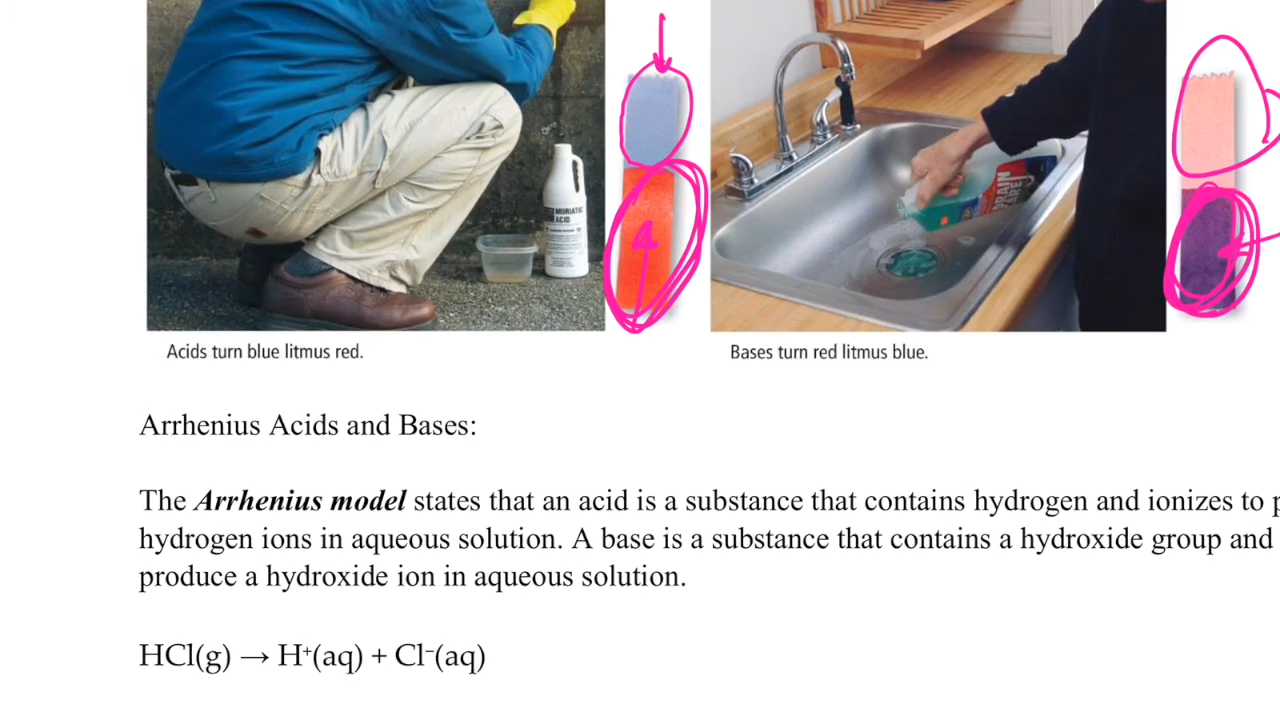 MURIATIC
ACID
DRAIN
CARE
Acids turn blue litmus red.
Bases turn red litmus blue.
Arrhenius Acids and Bases:
The Arrhenius model states that an acid is a substance that contains hydrogen and ionizes to p
hydrogen ions in aqueous solution. A base is a substance that contains a hydroxide group and
produce a hydroxide ion in aqueous solution.
HCl(g) → H⁺(aq) + Cl⁻(aq)